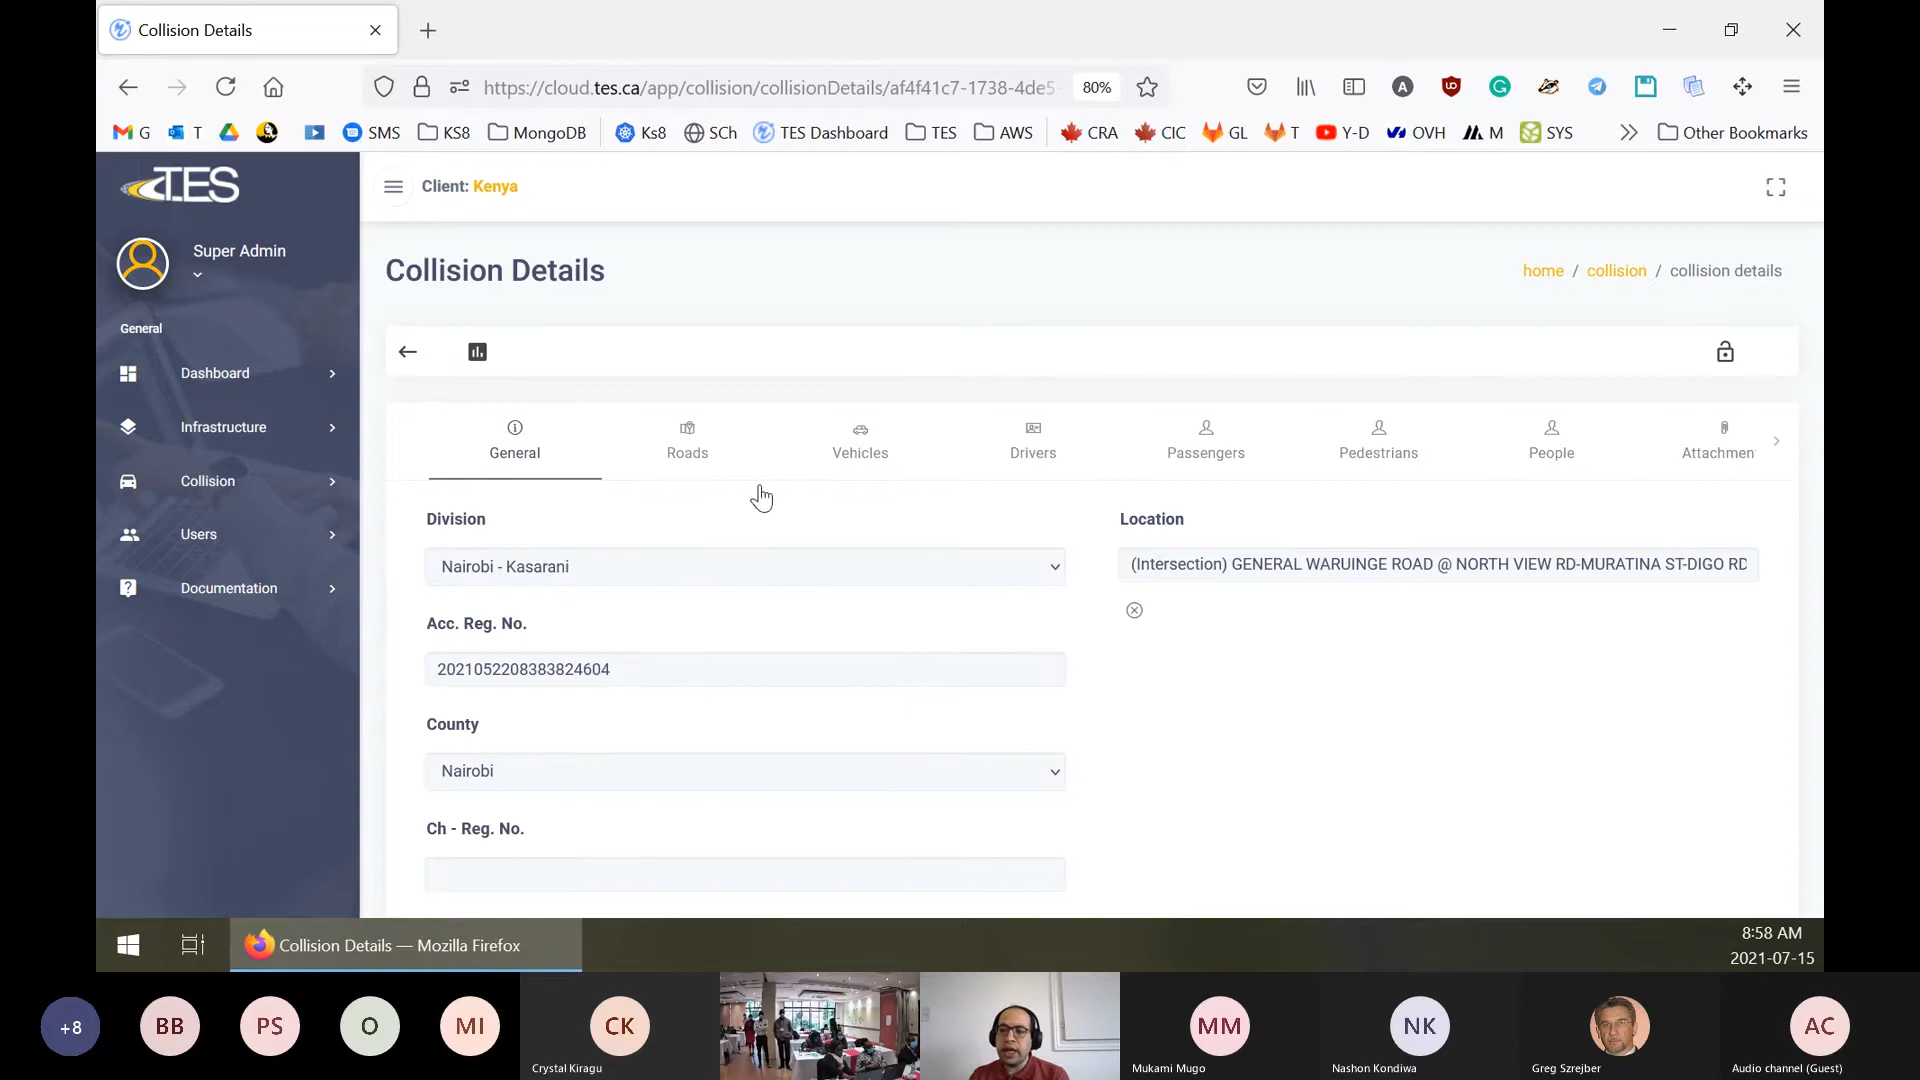 Collision Details
https://cloud.tes.ca/app/collision/collisionDetails/af4f41c7-1738-4de5-
80%
G
T
SMS
KS8
MongoDB
Ks8
SCh
TES Dashboard
TES
AWS
CRA
CIC
GL
T
Y-D
OVH
M
SYS
Other Bookmarks
TES
Client: Kenya
Super Admin
Collision Details
home / collision / collision details
General
Dashboard
Infrastructure
Collision
Users
Documentation
General
Roads
Vehicles
Drivers
Passengers
Pedestrians
People
Attachmen
Division
Nairobi - Kasarani
Location
(Intersection) GENERAL WARUINGE ROAD @ NORTH VIEW RD-MURATINA ST-DIGO RD
Acc. Reg. No.
2021052208383824604
County
Nairobi
Ch - Reg. No.
Collision Details — Mozilla Firefox
8:58 AM
2021-07-15
+8
BB
PS
O
MI
CK
Crystal Kiragu
MM
Mukami Mugo
NK
Nashon Kondiwa
Greg Szrejber
AC
Audio channel (Guest)